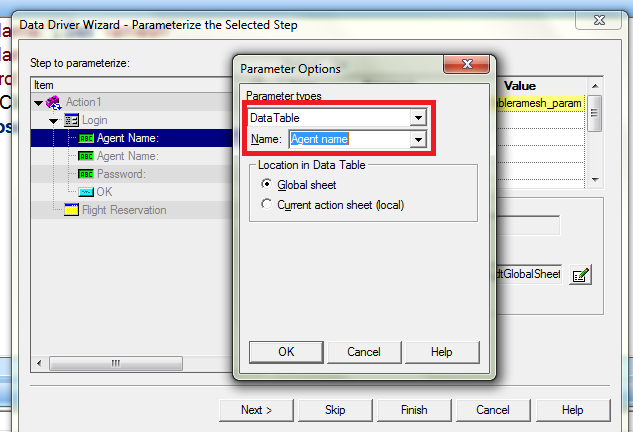 Data Driver Wizard - Parameterize the Selected Step
Step to parameterize:
Item
Action1
Login
Agent Name:
Agent Name:
Password:
OK
Flight Reservation
Parameter Options
Parameter types
DataTable
Name: Agent name
Location in Data Table
Global sheet
Current action sheet (local)
OK Cancel Help
Value
ableramesh_param
dtGlobalSheet
Next > Skip Finish Cancel Help